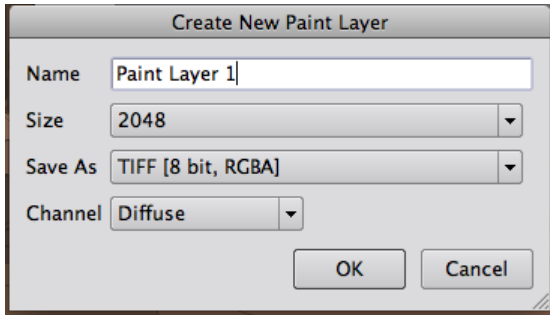 Create New Paint Layer
Name Paint Layer 1
Size 2048
Save As TIFF [8 bit, RGBA]
Channel Diffuse
OK Cancel